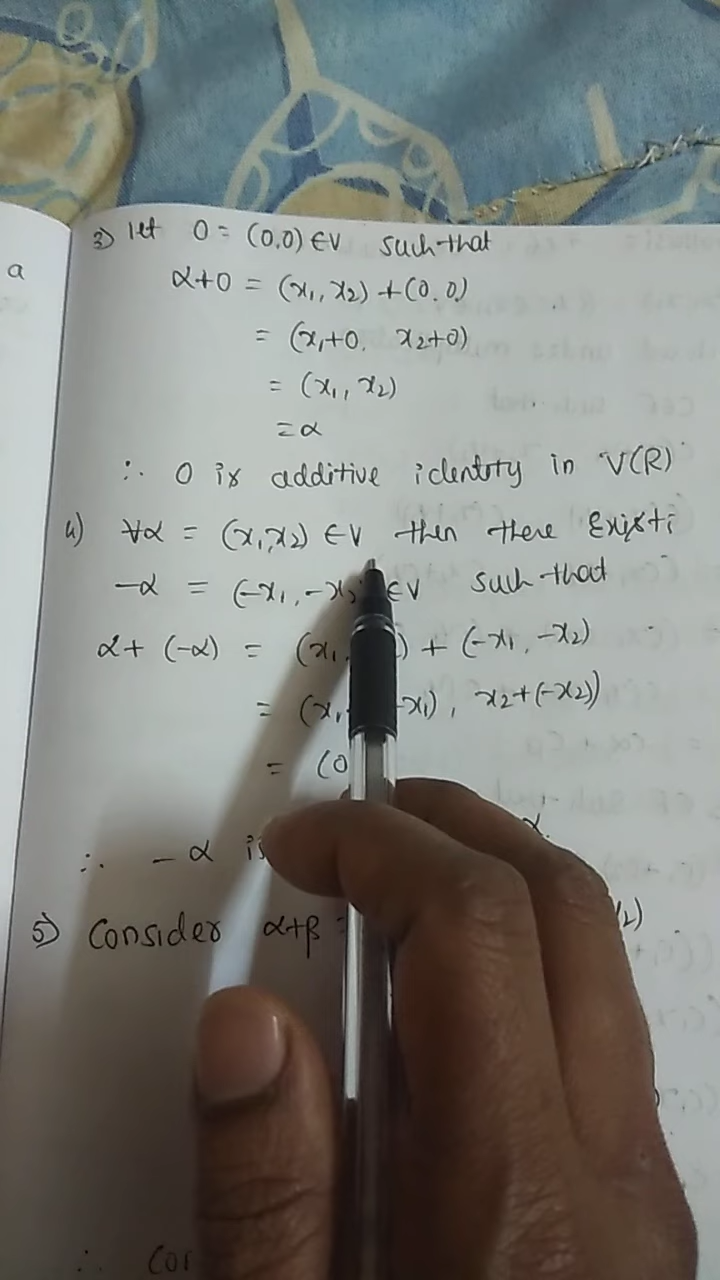 a
3) let 0 = (0,0) ∈V such that
α+0 = (x₁, x₂) + (0,0)
= (x₁+0, x₂+0)
= (x₁, x₂)
= α
∴ 0 is additive identity in V(R)
4) ∀α = (x₁,x₂) ∈V then there Exists
-α = (-x₁, -x₂) ∈V such that
α+ (-α) = (x₁, ) + (-x₁, -x₂)
= (x₁ -x₁), x₂+(-x₂))
= (0
∴ -α is α
5) Consider α+β =
∴